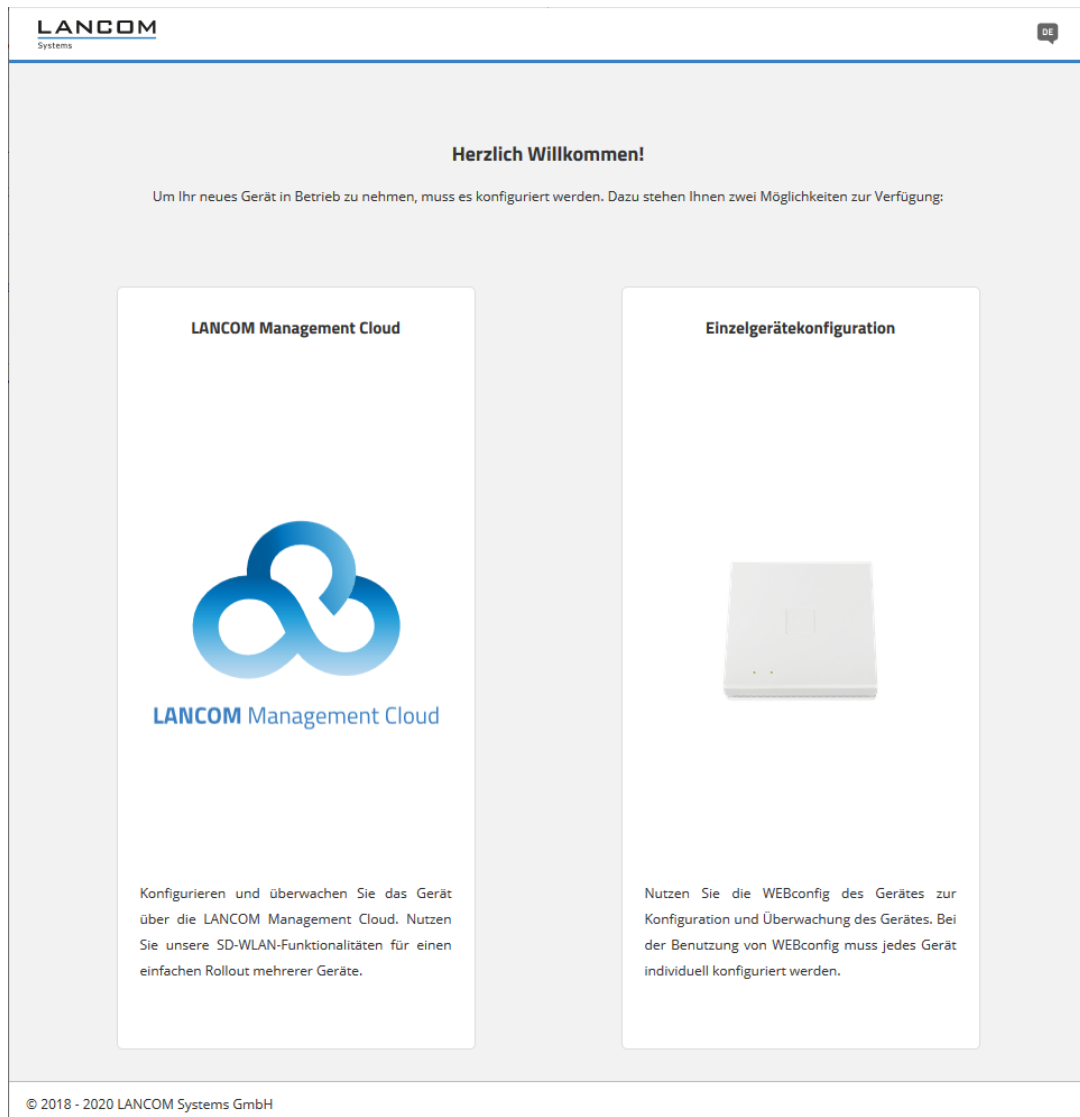 LANCOM
Systems
DE
Herzlich Willkommen!
Um Ihr neues Gerät in Betrieb zu nehmen, muss es konfiguriert werden. Dazu stehen Ihnen zwei Möglichkeiten zur Verfügung:
LANCOM Management Cloud
LANCOM Management Cloud
Konfigurieren und überwachen Sie das Gerät
über die LANCOM Management Cloud. Nutzen
Sie unsere SD-WLAN-Funktionalitäten für einen
einfachen Rollout mehrerer Geräte.
Einzelgerätekonfiguration
Nutzen Sie die WEBconfig des Gerätes zur
Konfiguration und Überwachung des Gerätes. Bei
der Benutzung von WEBconfig muss jedes Gerät
individuell konfiguriert werden.
© 2018 - 2020 LANCOM Systems GmbH